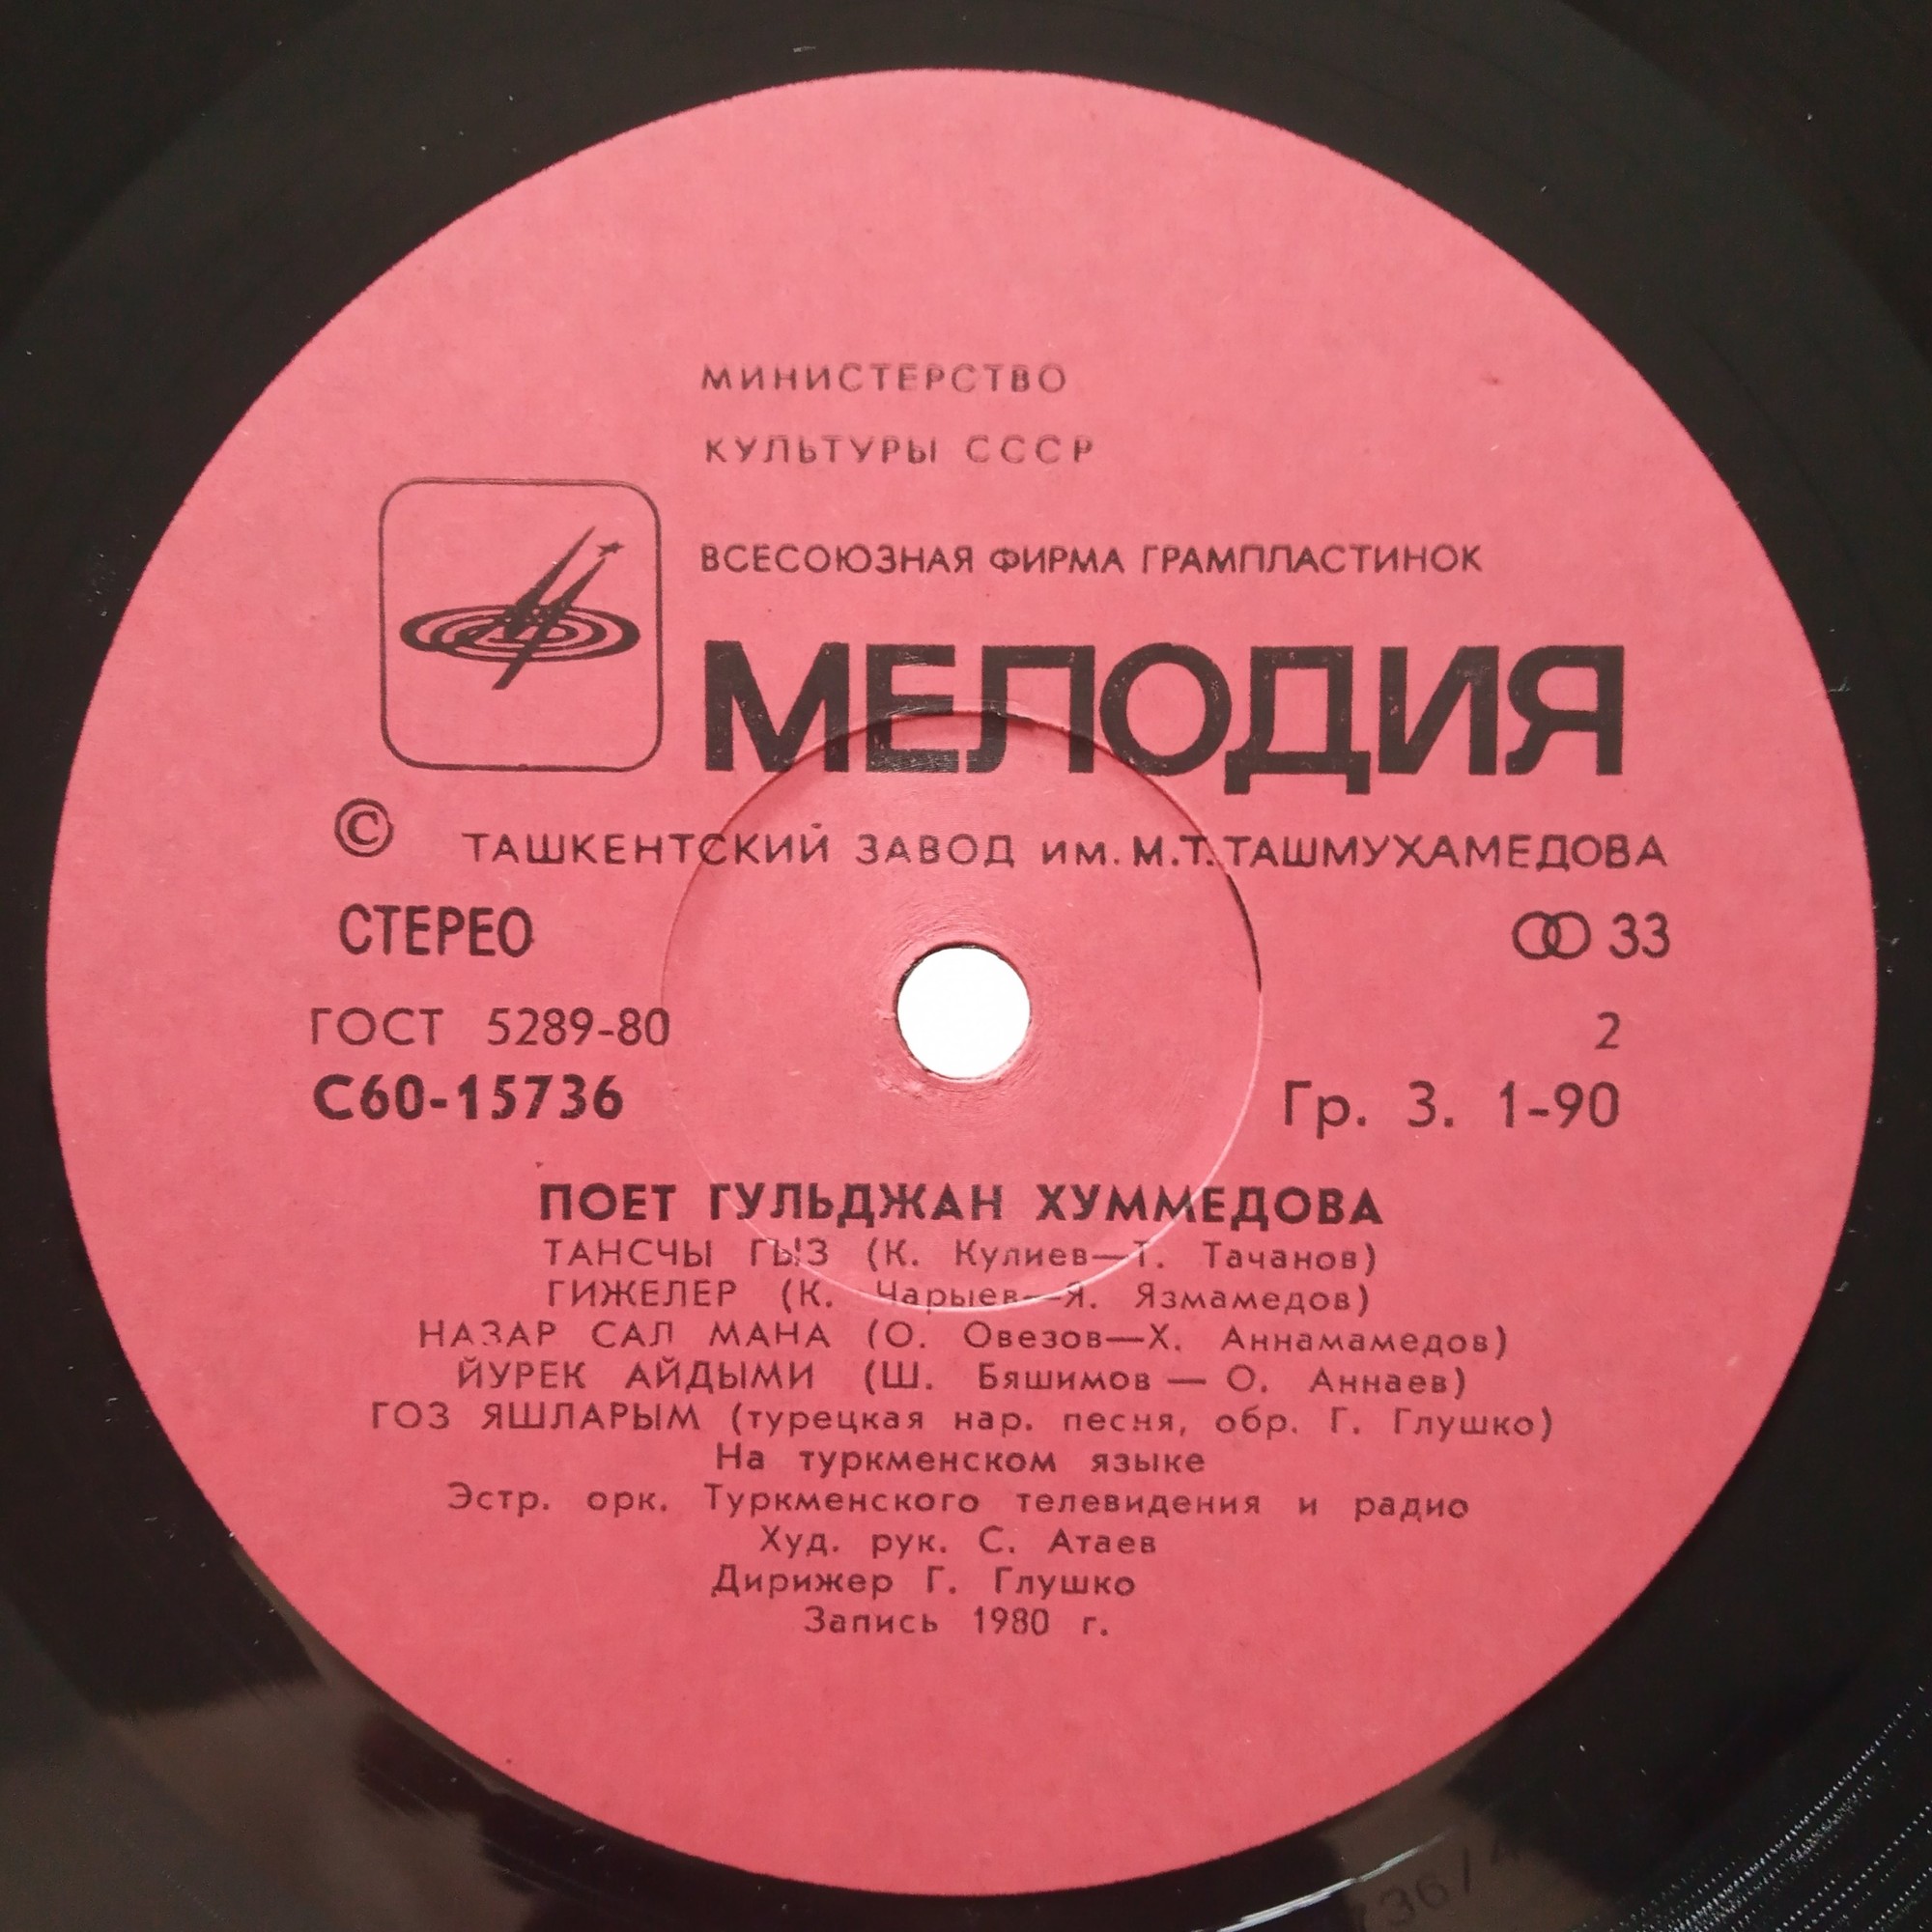 МИНИСТЕРСТВО
КУЛЬТУРЫ СССР
ВСЕСОЮЗНАЯ ФИРМА ГРАМПЛАСТИНОК
МЕЛОДИЯ
© ТАШКЕНТСКИЙ ЗАВОД им. М.Т. ТАШМУХАМЕДОВА
СТЕРЕО 33
ГОСТ 5289-80 2
С60-15736 Гр. 3. 1-90
ПОЕТ ГУЛЬДЖАН ХУММЕДОВА
ТАНСЧЫ ГЫЗ (К. Кулиев—Т. Тачанов)
ГИЖЕЛЕР (К. Чарыев—Я. Язмамедов)
НАЗАР САЛ МАНА (О. Овезов—Х. Аннамамедов)
ЙУРЕК АЙДЫМИ (Ш. Бяшимов — О. Аннаев)
ГОЗ ЯШЛАРЫМ (турецкая нар. песня, обр. Г. Глушко)
На туркменском языке
Эстр. орк. Туркменского телевидения и радио
Худ. рук. С. Атаев
Дирижер Г. Глушко
Запись 1980 г.